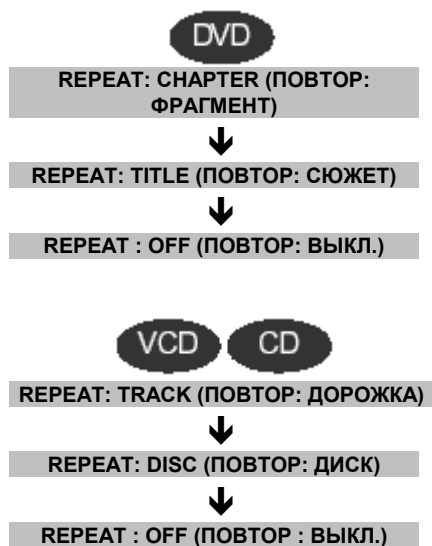 DVD
REPEAT: CHAPTER (ПОВТОР:
ФРАГМЕНТ)
REPEAT: TITLE (ПОВТОР: СЮЖЕТ)
REPEAT : OFF (ПОВТОР: ВЫКЛ.)
VCD CD
REPEAT: TRACK (ПОВТОР: ДОРОЖКА)
REPEAT: DISC (ПОВТОР: ДИСК)
REPEAT : OFF (ПОВТОР : ВЫКЛ.)